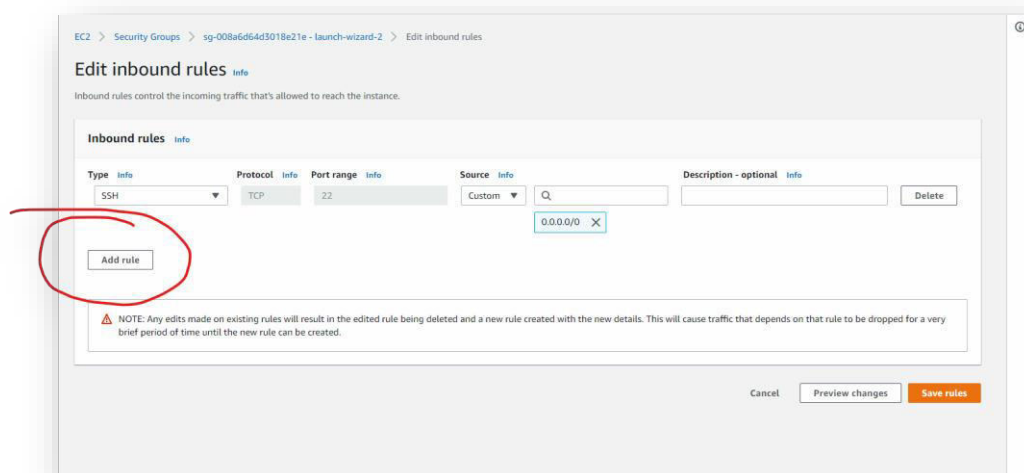 EC2 > Security Groups > sg-008a6d64d3018e21e - launch-wizard-2 > Edit inbound rules
Edit inbound rules Info
Inbound rules control the incoming traffic that's allowed to reach the instance.
Inbound rules Info
Type Info Protocol Info Port range Info Source Info Description - optional Info
SSH TCP 22 Custom Delete
0.0.0.0/0
Add rule
NOTE: Any edits made on existing rules will result in the edited rule being deleted and a new rule created with the new details. This will cause traffic that depends on that rule to be dropped for a very
brief period of time until the new rule can be created.
Cancel Preview changes Save rules